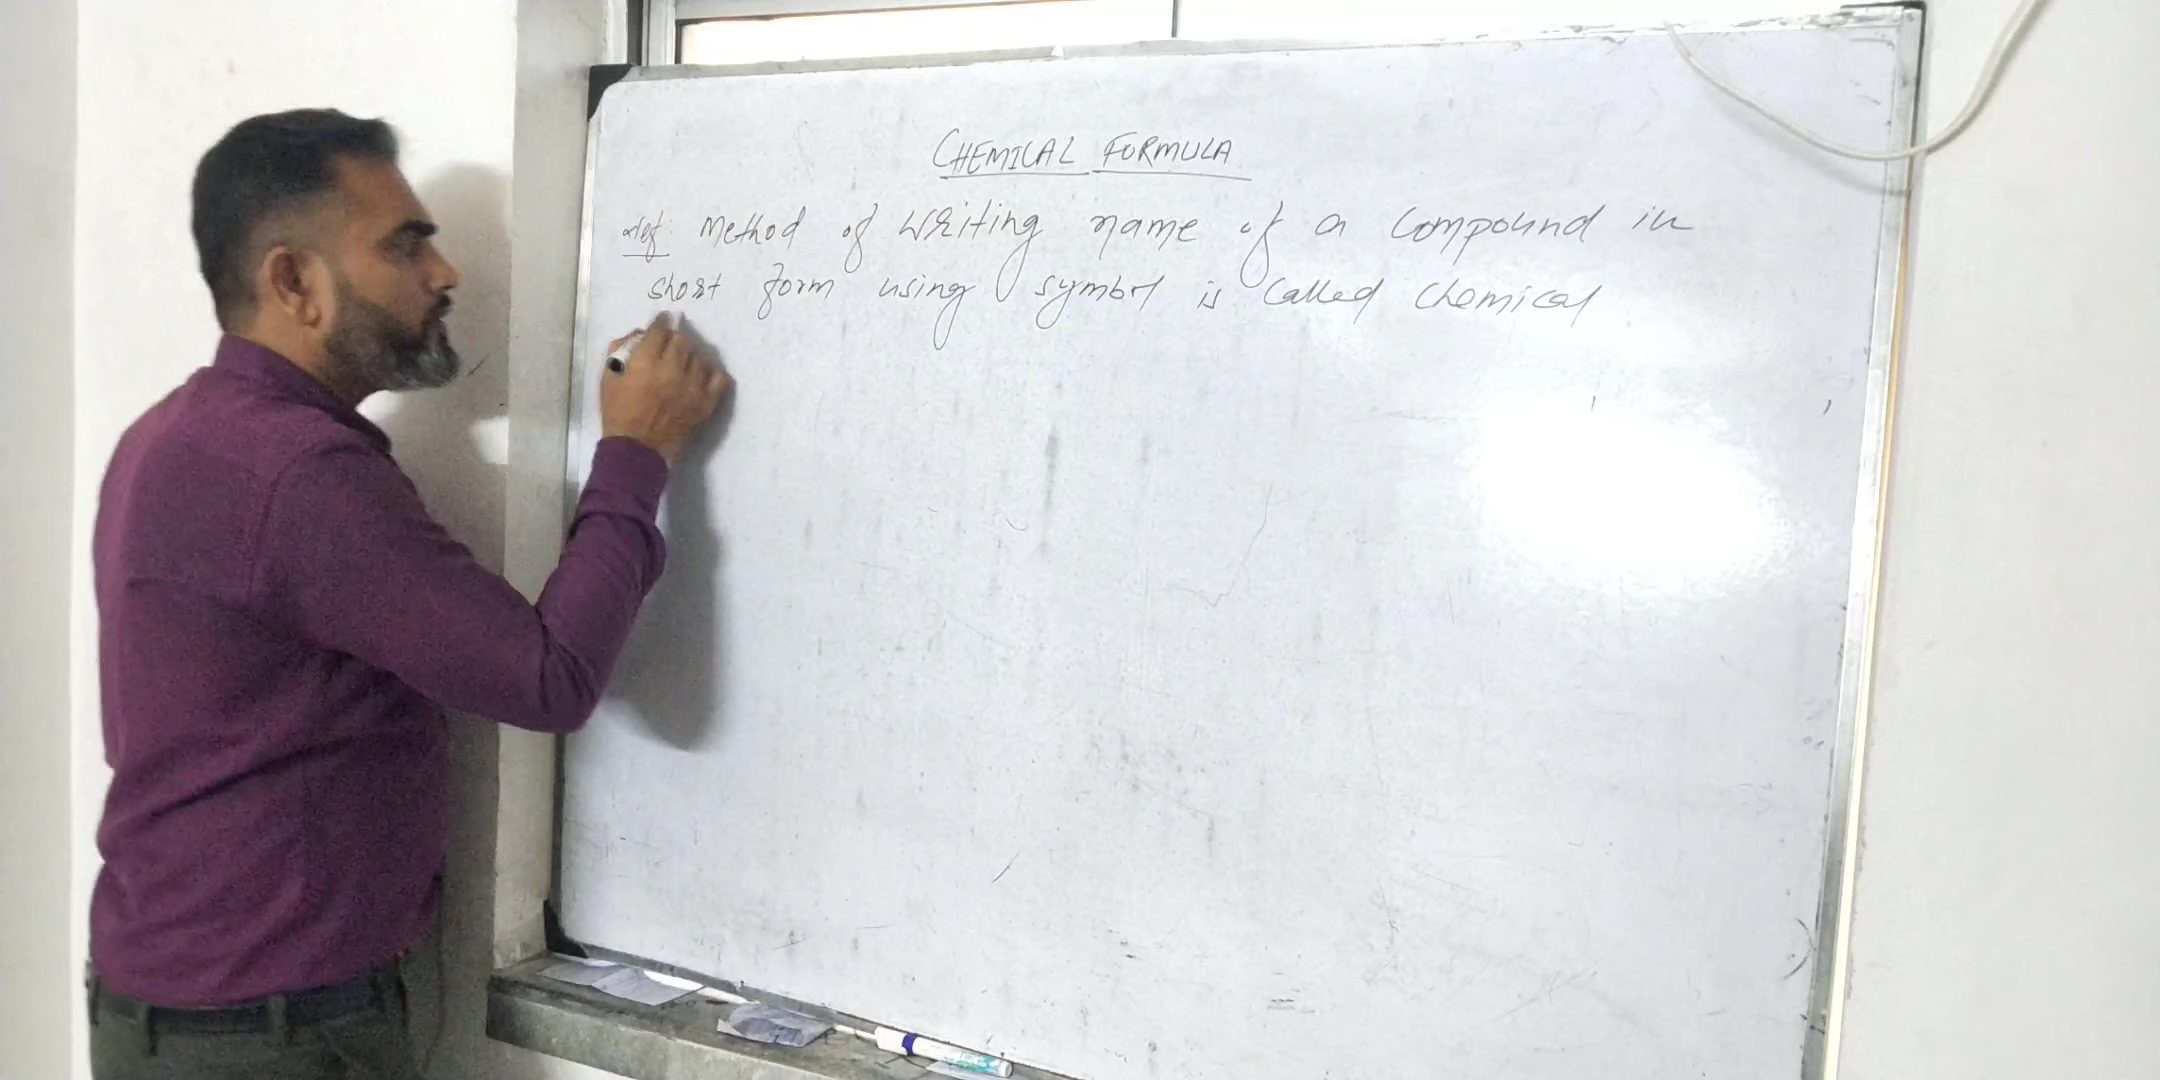 CHEMICAL FORMULA
def: Method of writing name of a compound in
short form using symbol is called chemical